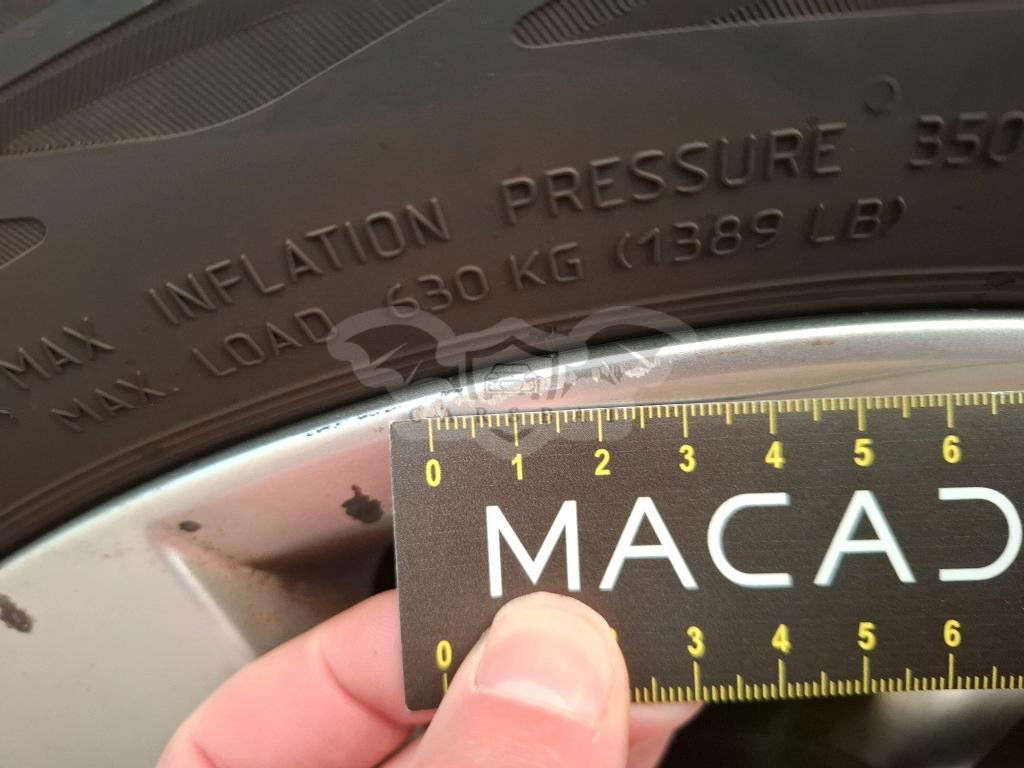 MAX INFLATION PRESSURE 350
MAX. LOAD 630 KG (1389 LB)
0 1 2 3 4 5 6
MACAD
0 3 4 5 6